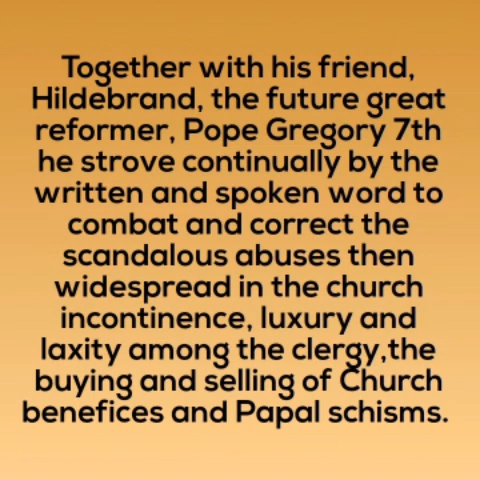 Together with his friend,
Hildebrand, the future great
reformer, Pope Gregory 7th
he strove continually by the
written and spoken word to
combat and correct the
scandalous abuses then
widespread in the church
incontinence, luxury and
laxity among the clergy,the
buying and selling of Church
benefices and Papal schisms.